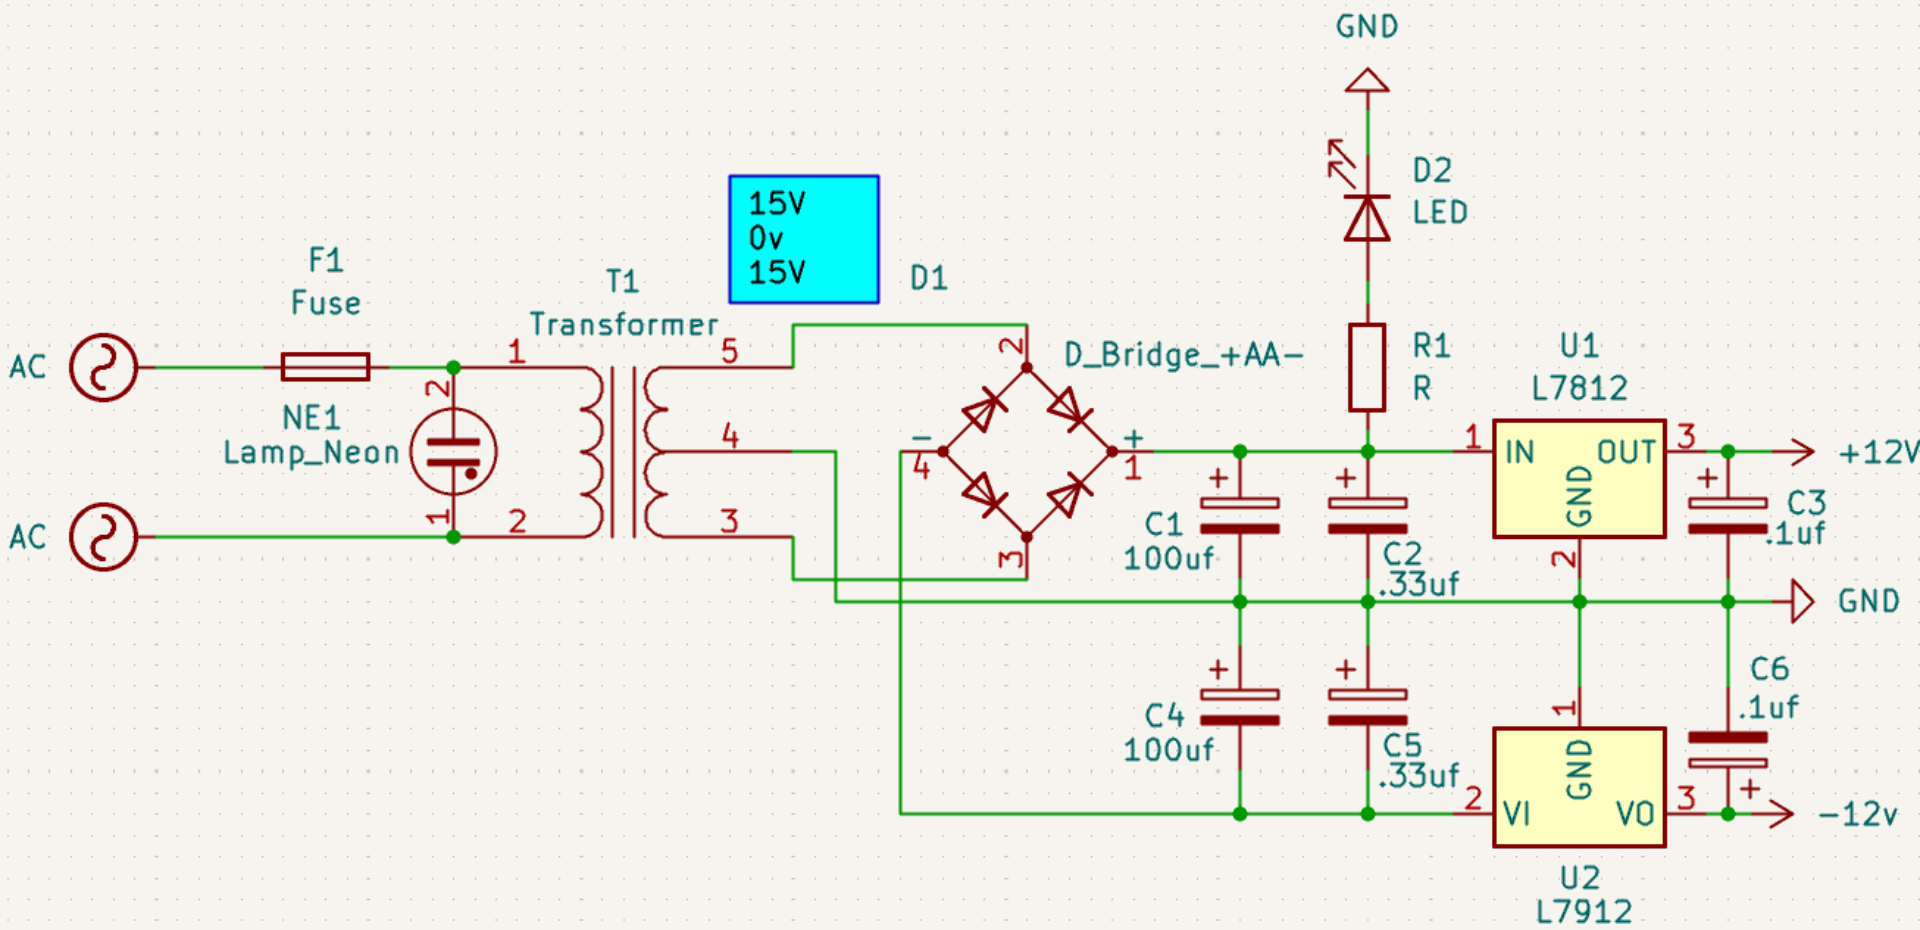 GND
D2
LED
15V
0v
15V
D1
F1
Fuse
T1
Transformer
AC
1
5
2
D_Bridge_+AA-
R1
R
U1
L7812
2
NE1
Lamp_Neon
4
-
4
+
1
1
IN
OUT
GND
3
+12V
+
+
+
C1
100uf
C2
.33uf
C3
.1uf
2
AC
1
2
3
3
GND
+
+
C4
100uf
C5
.33uf
C6
.1uf
1
GND
2
VI
VO
3
+
-12v
U2
L7912